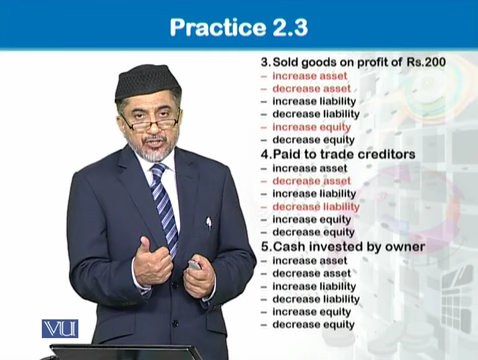 Practice 2.3
3. Sold goods on profit of Rs.200
– increase asset
– decrease asset
– increase liability
– decrease liability
– increase equity
– decrease equity
4. Paid to trade creditors
– increase asset
– decrease asset
– increase liability
– decrease liability
– increase equity
– decrease equity
5. Cash invested by owner
– increase asset
– decrease asset
– increase liability
– decrease liability
– increase equity
– decrease equity
VU